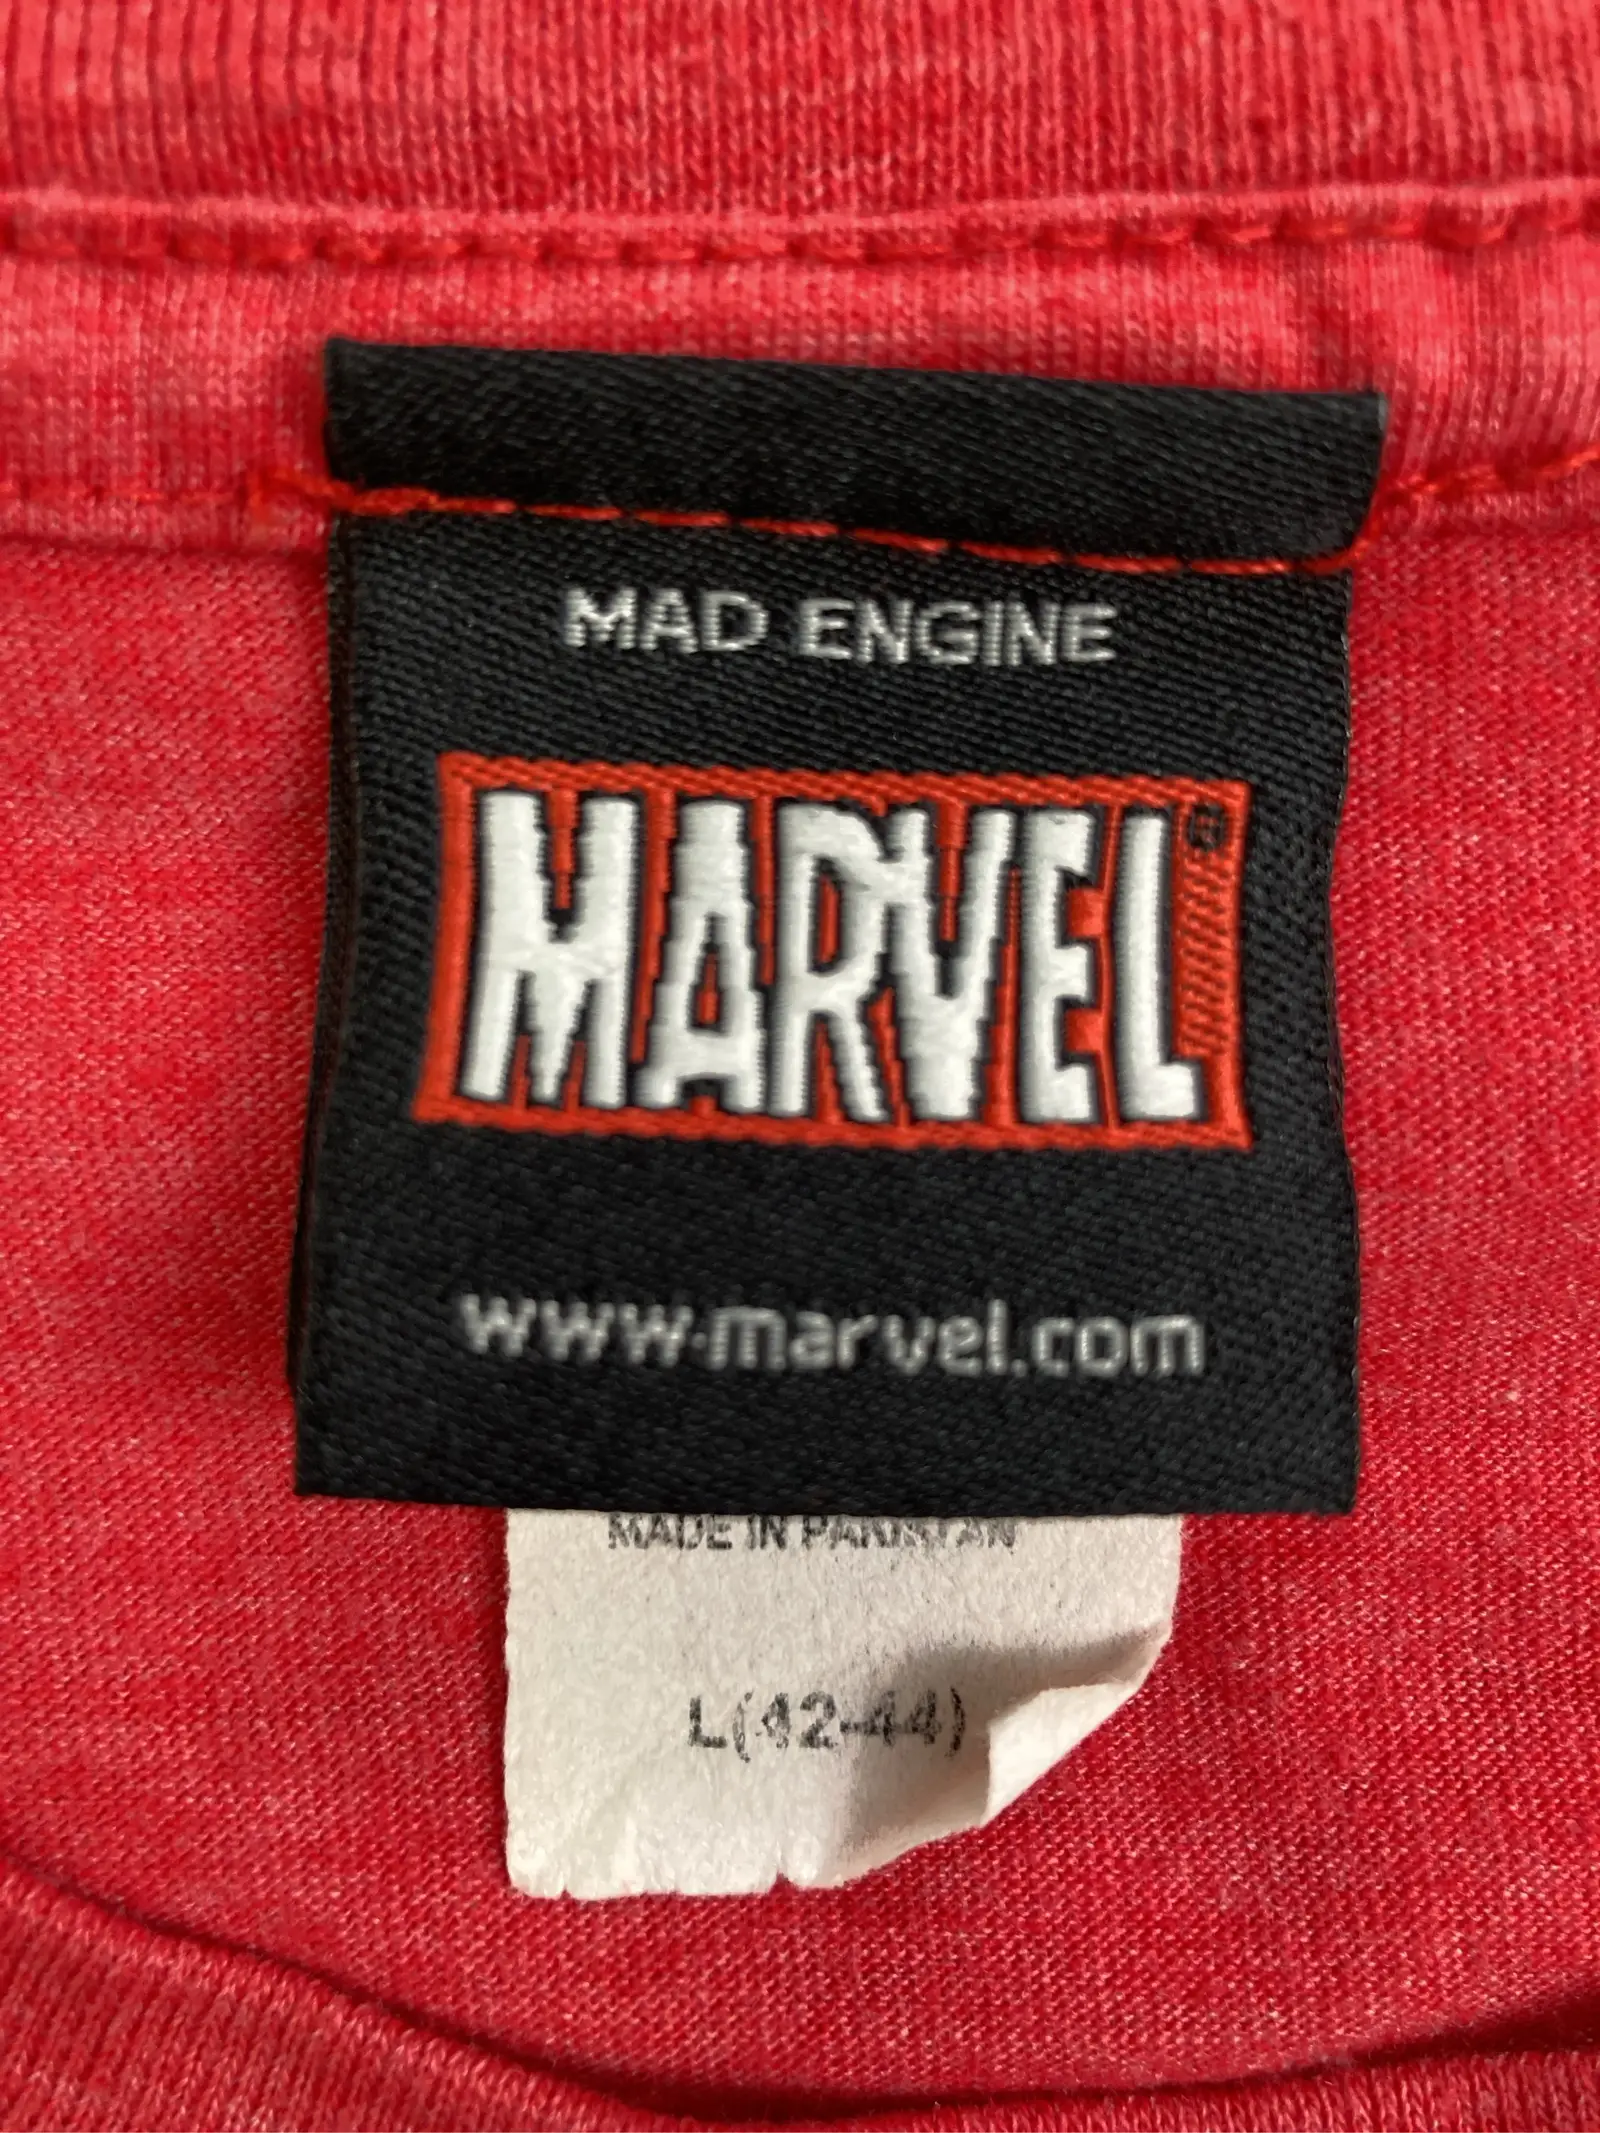 MAD ENGINE
MARVEL®
www.marvel.com
MADE IN PAKISTAN
L(42-44)